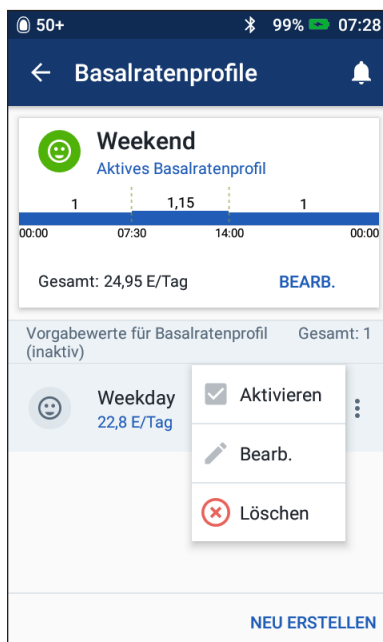 50+ 99% 07:28
Basalratenprofile
Weekend
Aktives Basalratenprofil
1 1,15 1
00:00 07:30 14:00 00:00
Gesamt: 24,95 E/Tag BEARB.
Vorgabewerte für Basalratenprofil Gesamt: 1
(inaktiv)
Weekday
22,8 E/Tag
Aktivieren
Bearb.
Löschen
NEU ERSTELLEN